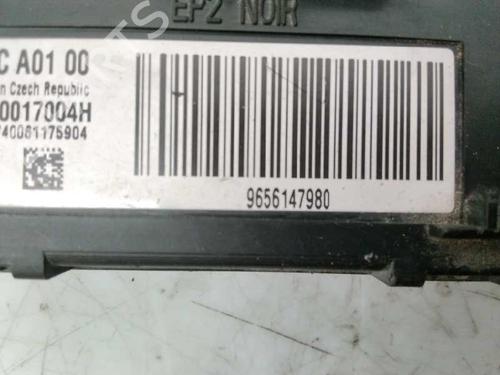 EP2 NOIR
C A01 00
n Czech Republic
0017004H
740081175904
9656147980